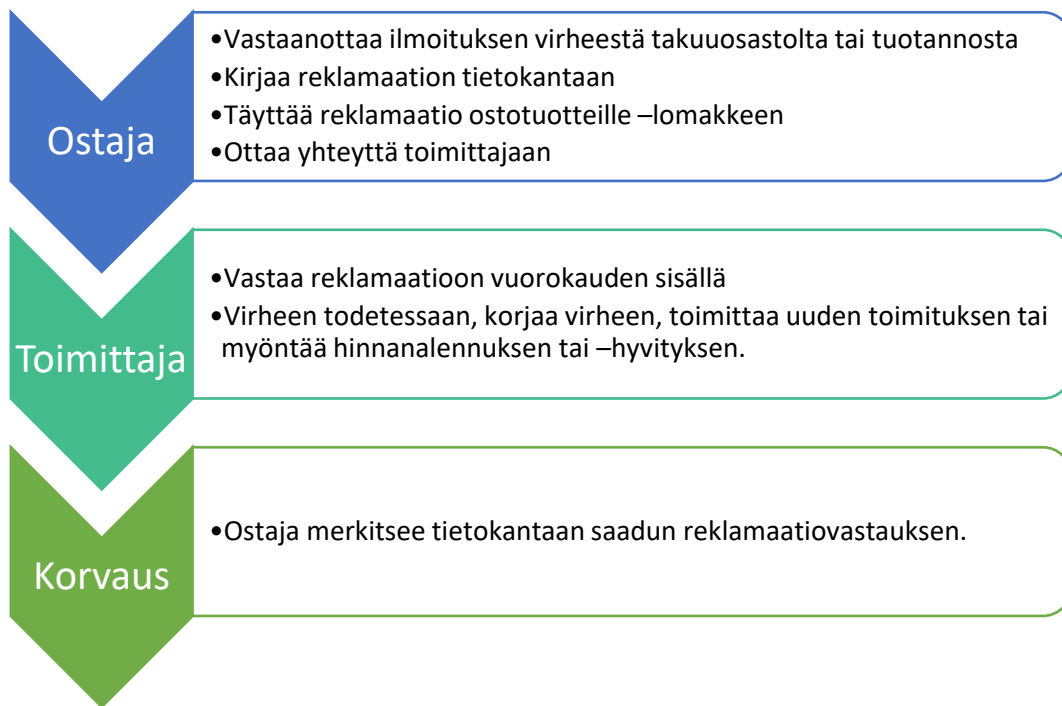 Ostaja
•Vastaanottaa ilmoituksen virheestä takuuosastolta tai tuotannosta
•Kirjaa reklamaation tietokantaan
•Täyttää reklamaatio ostotuotteille –lomakkeen
•Ottaa yhteyttä toimittajaan
Toimittaja
•Vastaa reklamaatioon vuorokauden sisällä
•Virheen todetessaan, korjaa virheen, toimittaa uuden toimituksen tai
myöntää hinnanalennuksen tai –hyvityksen.
Korvaus
•Ostaja merkitsee tietokantaan saadun reklamaatiovastauksen.